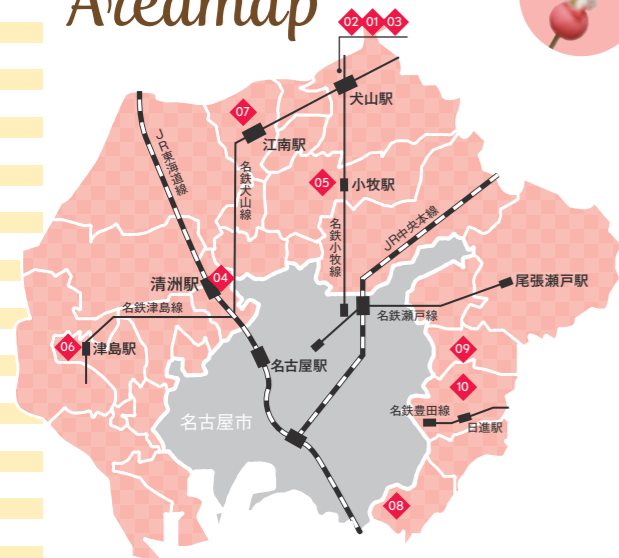 Areamap
02 01 03
犬山駅
07
江南駅
JR東海道線
名鉄犬山線
05
小牧駅
名鉄小牧線
JR中央本線
清洲駅
04
尾張瀬戸駅
名鉄津島線
名鉄瀬戸線
06
津島駅
名古屋駅
09
10
名鉄豊田線
日進駅
名古屋市
08